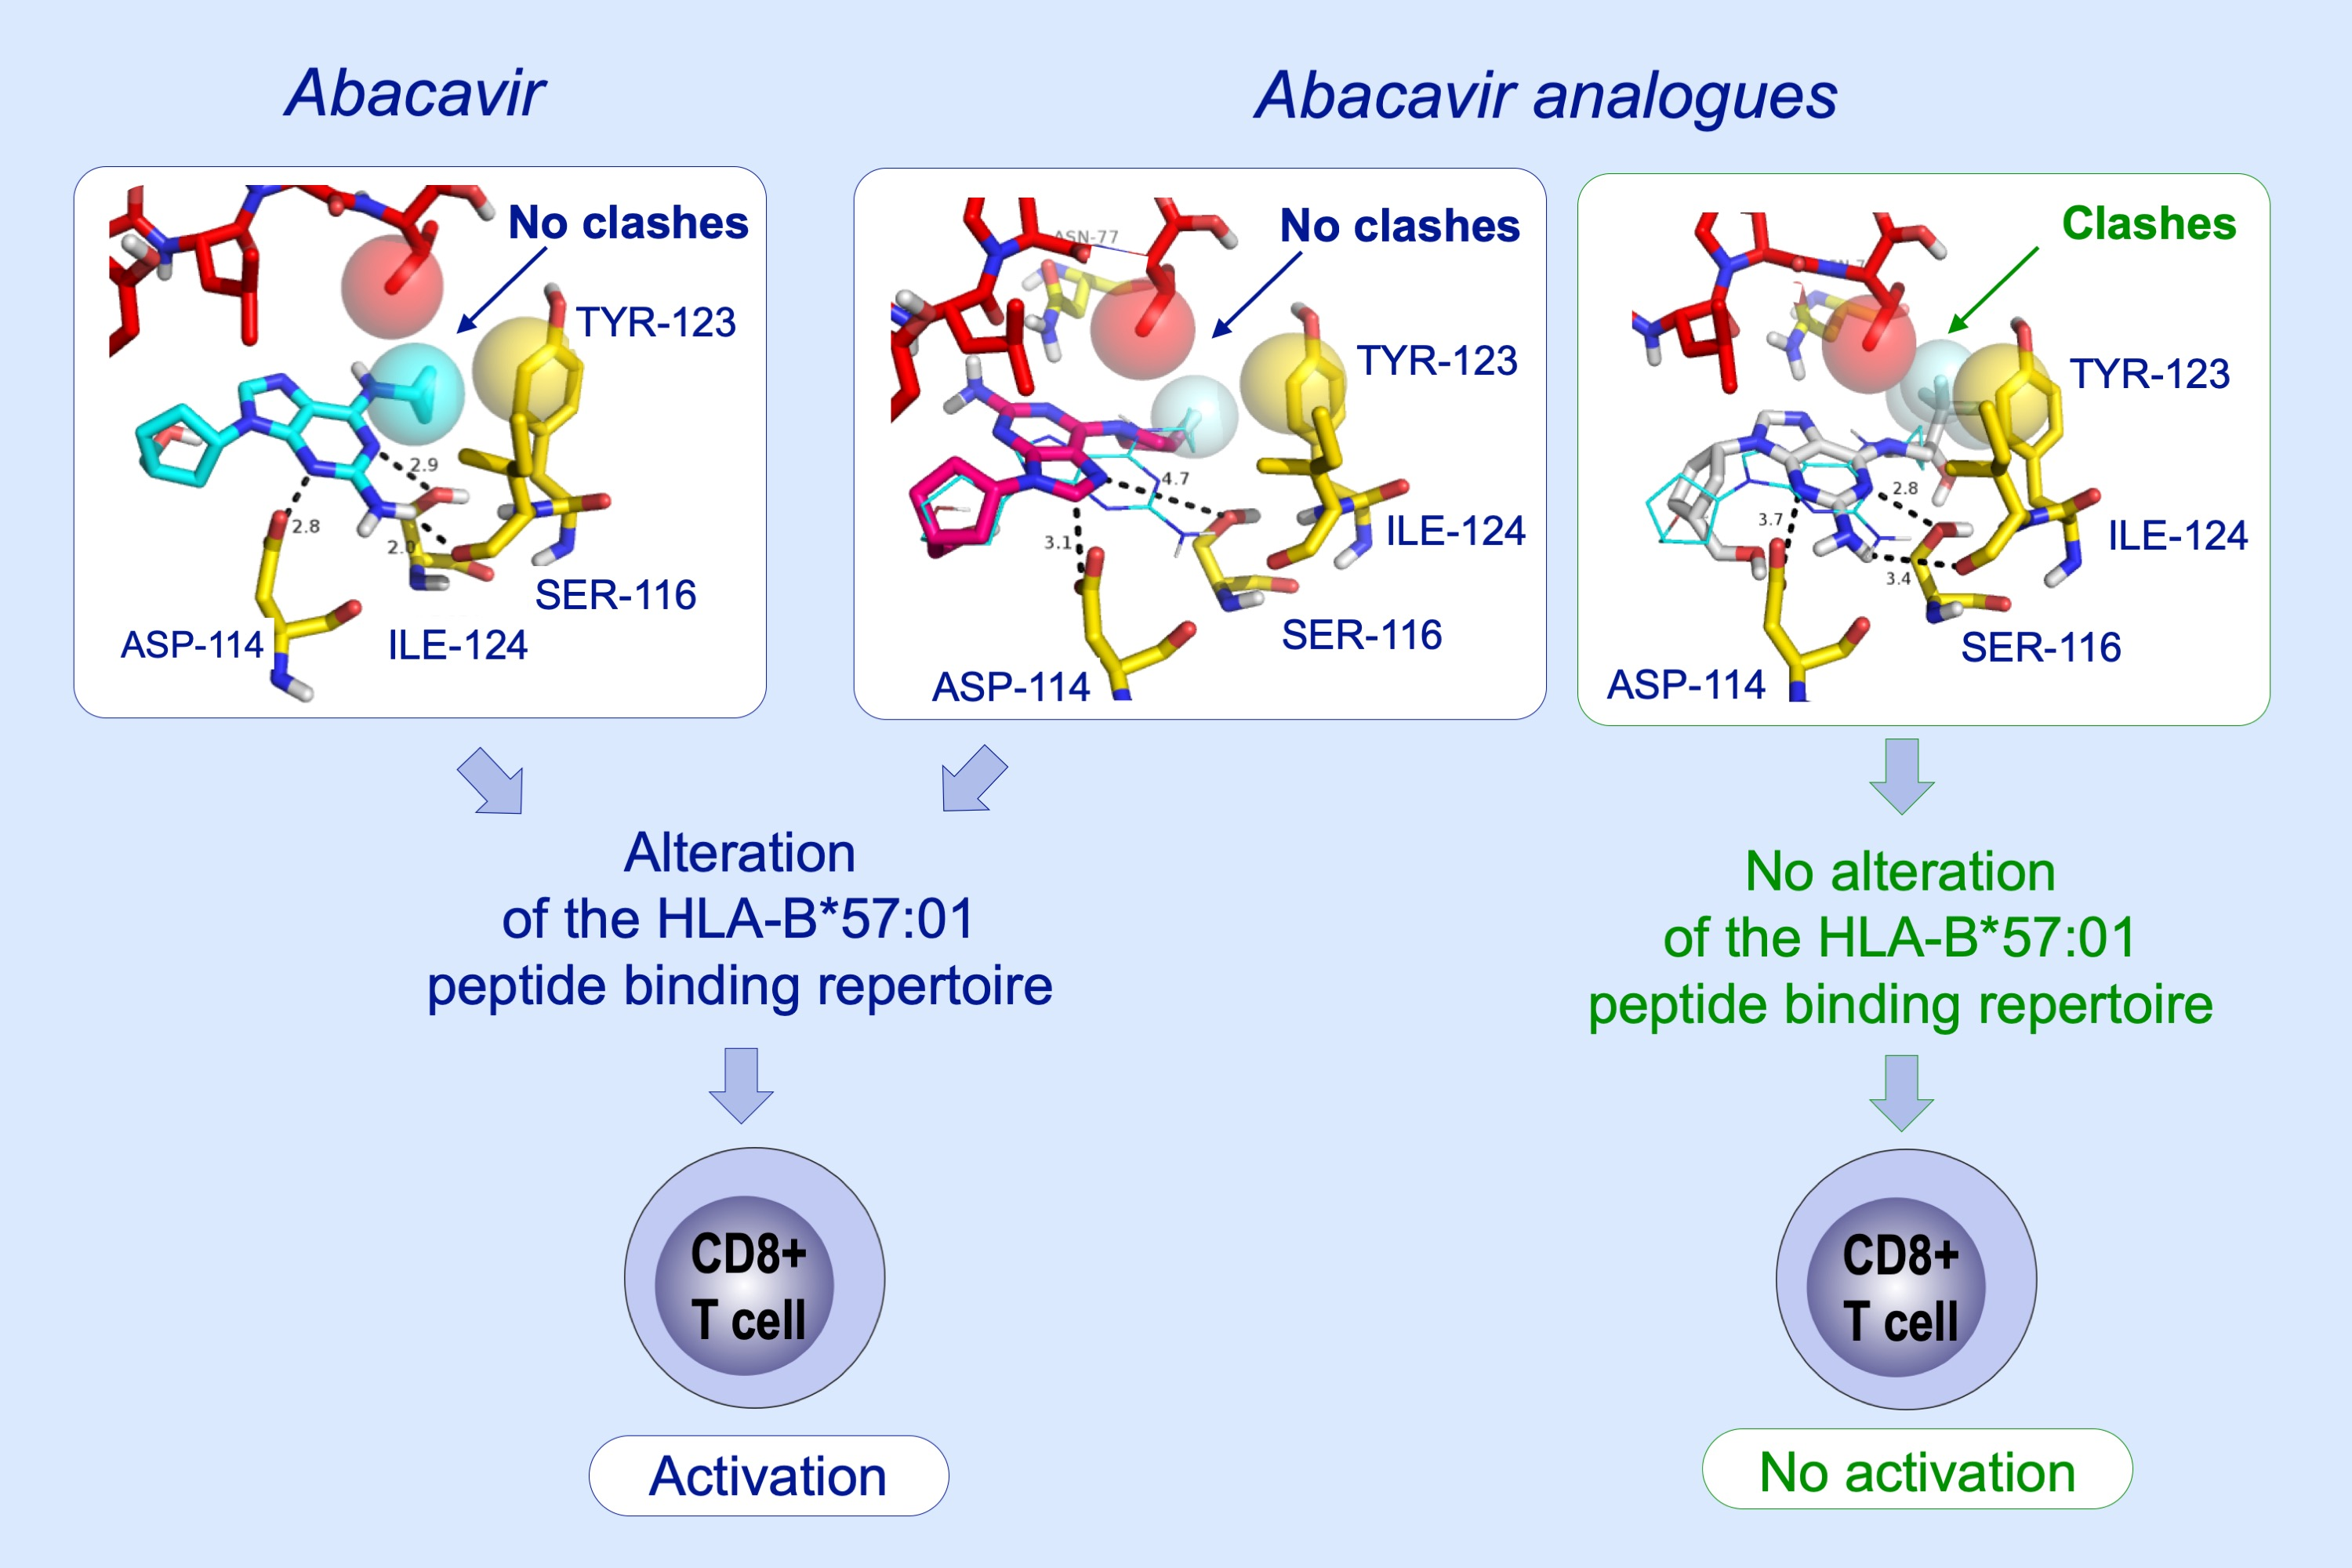 Abacavir
Abacavir analogues
No clashes
TYR-123
2.9
2.8
2.0
SER-116
ASP-114
ILE-124
No clashes
ASN-77
TYR-123
4.7
ILE-124
3.1
SER-116
ASP-114
Clashes
TYR-123
2.8
3.7
ILE-124
3.4
SER-116
ASP-114
Alteration
of the HLA-B*57:01
peptide binding repertoire
No alteration
of the HLA-B*57:01
peptide binding repertoire
CD8+
T cell
CD8+
T cell
Activation
No activation